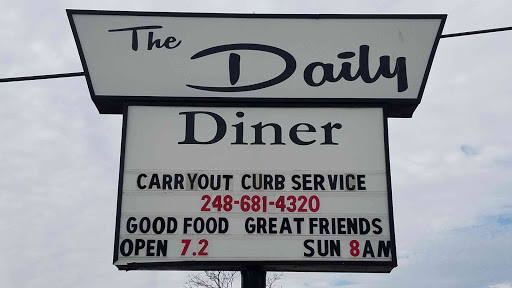 The Daily
Diner
CARRYOUT CURB SERVICE
248-681-4320
GOOD FOOD GREAT FRIENDS
OPEN 7.2 SUN 8AM